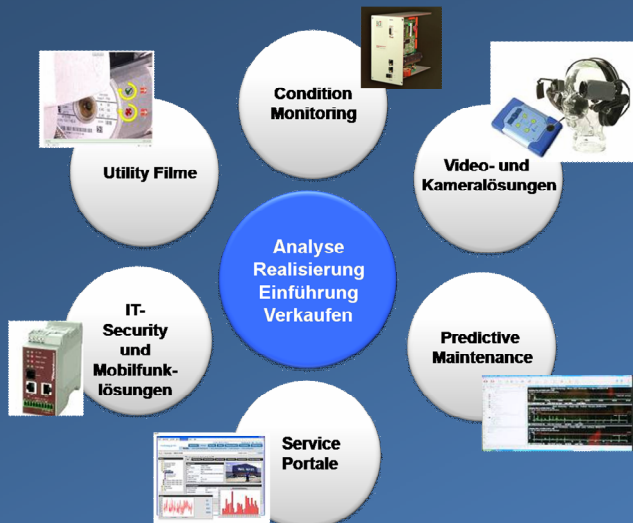 Condition
Monitoring
Utility Filme
Video- und
Kameralösungen
Analyse
Realisierung
Einführung
Verkaufen
IT-
Security
und
Mobilfunk-
lösungen
Predictive
Maintenance
Service
Portale